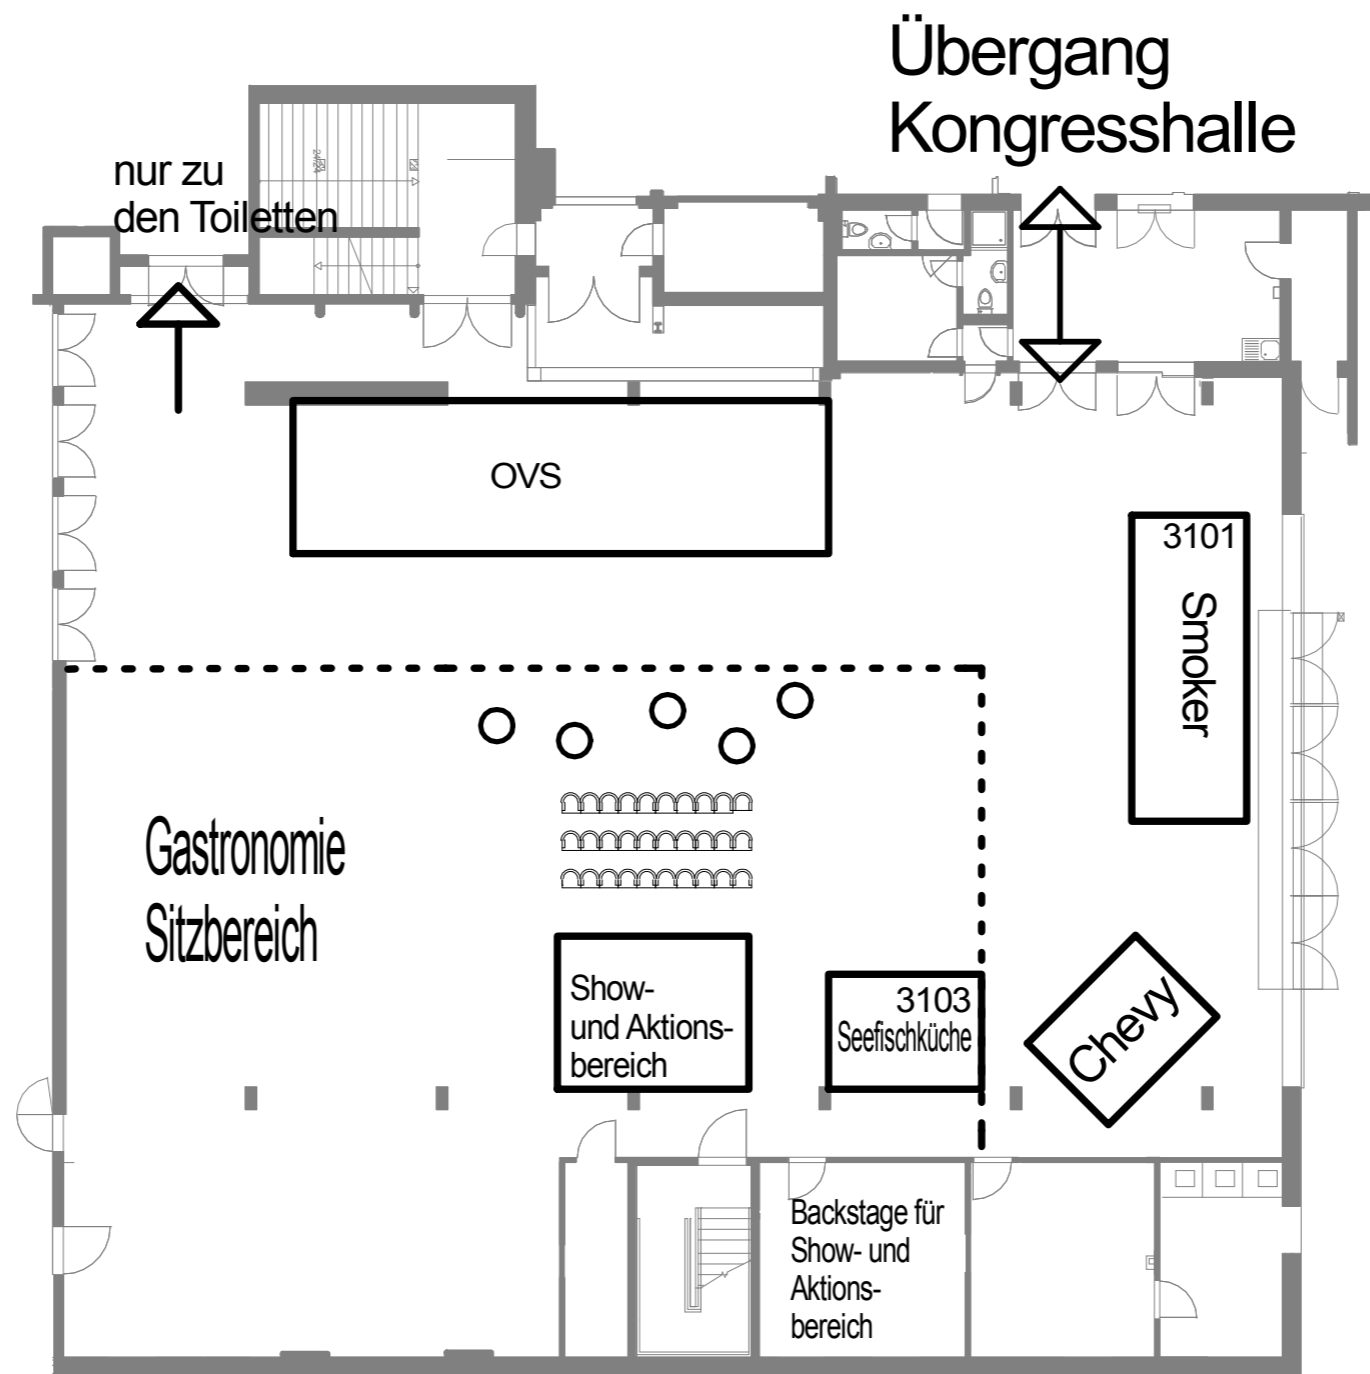 Übergang
Kongresshalle
nur zu
den Toiletten
OVS
3101
Smoker
Gastronomie
Sitzbereich
Show-
und Aktions-
bereich
3103
Seefischküche
Chevy
Backstage für
Show- und
Aktions-
bereich